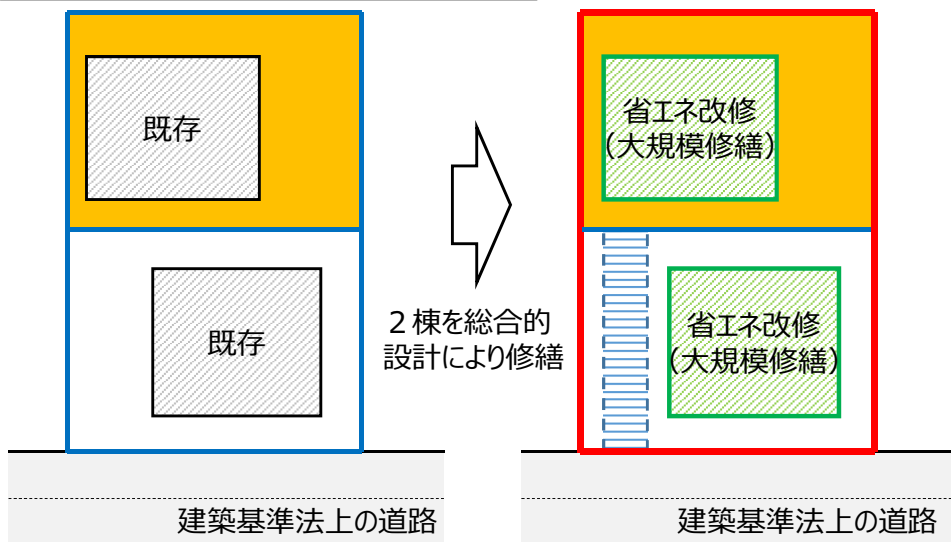 既存
既存
建築基準法上の道路
2棟を総合的
設計により修繕
省エネ改修
(大規模修繕)
省エネ改修
(大規模修繕)
建築基準法上の道路